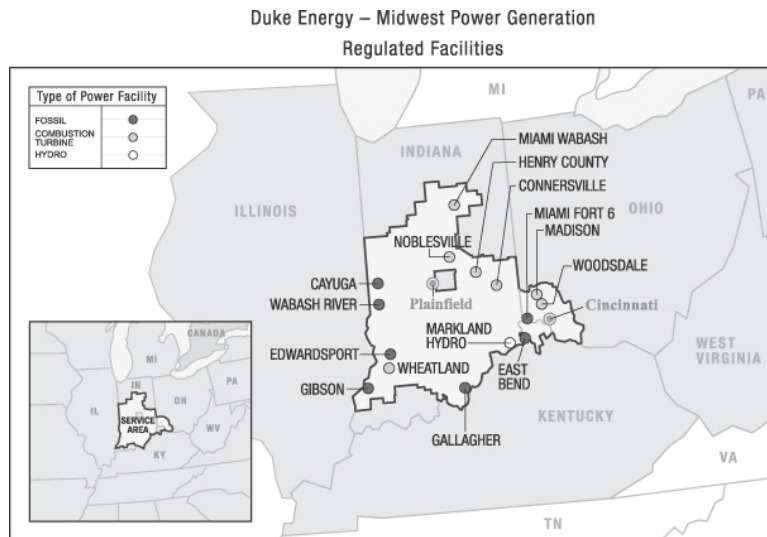 Duke Energy – Midwest Power Generation
Regulated Facilities
Type of Power Facility
FOSSIL
COMBUSTION
TURBINE
HYDRO
MI
PA
INDIANA
MIAMI WABASH
HENRY COUNTY
CONNERSVILLE
ILLINOIS
OHIO
MIAMI FORT 6
MADISON
NOBLESVILLE
WOODSDALE
CAYUGA
Plainfield
Cincinnati
WABASH RIVER
MARKLAND
HYDRO
WEST
VIRGINIA
EDWARDSPORT
WHEATLAND
EAST
BEND
GIBSON
KENTUCKY
GALLAGHER
VA
TN
CANADA
MI
IN
PA
IL
OH
SERVICE
AREA
WV
KY